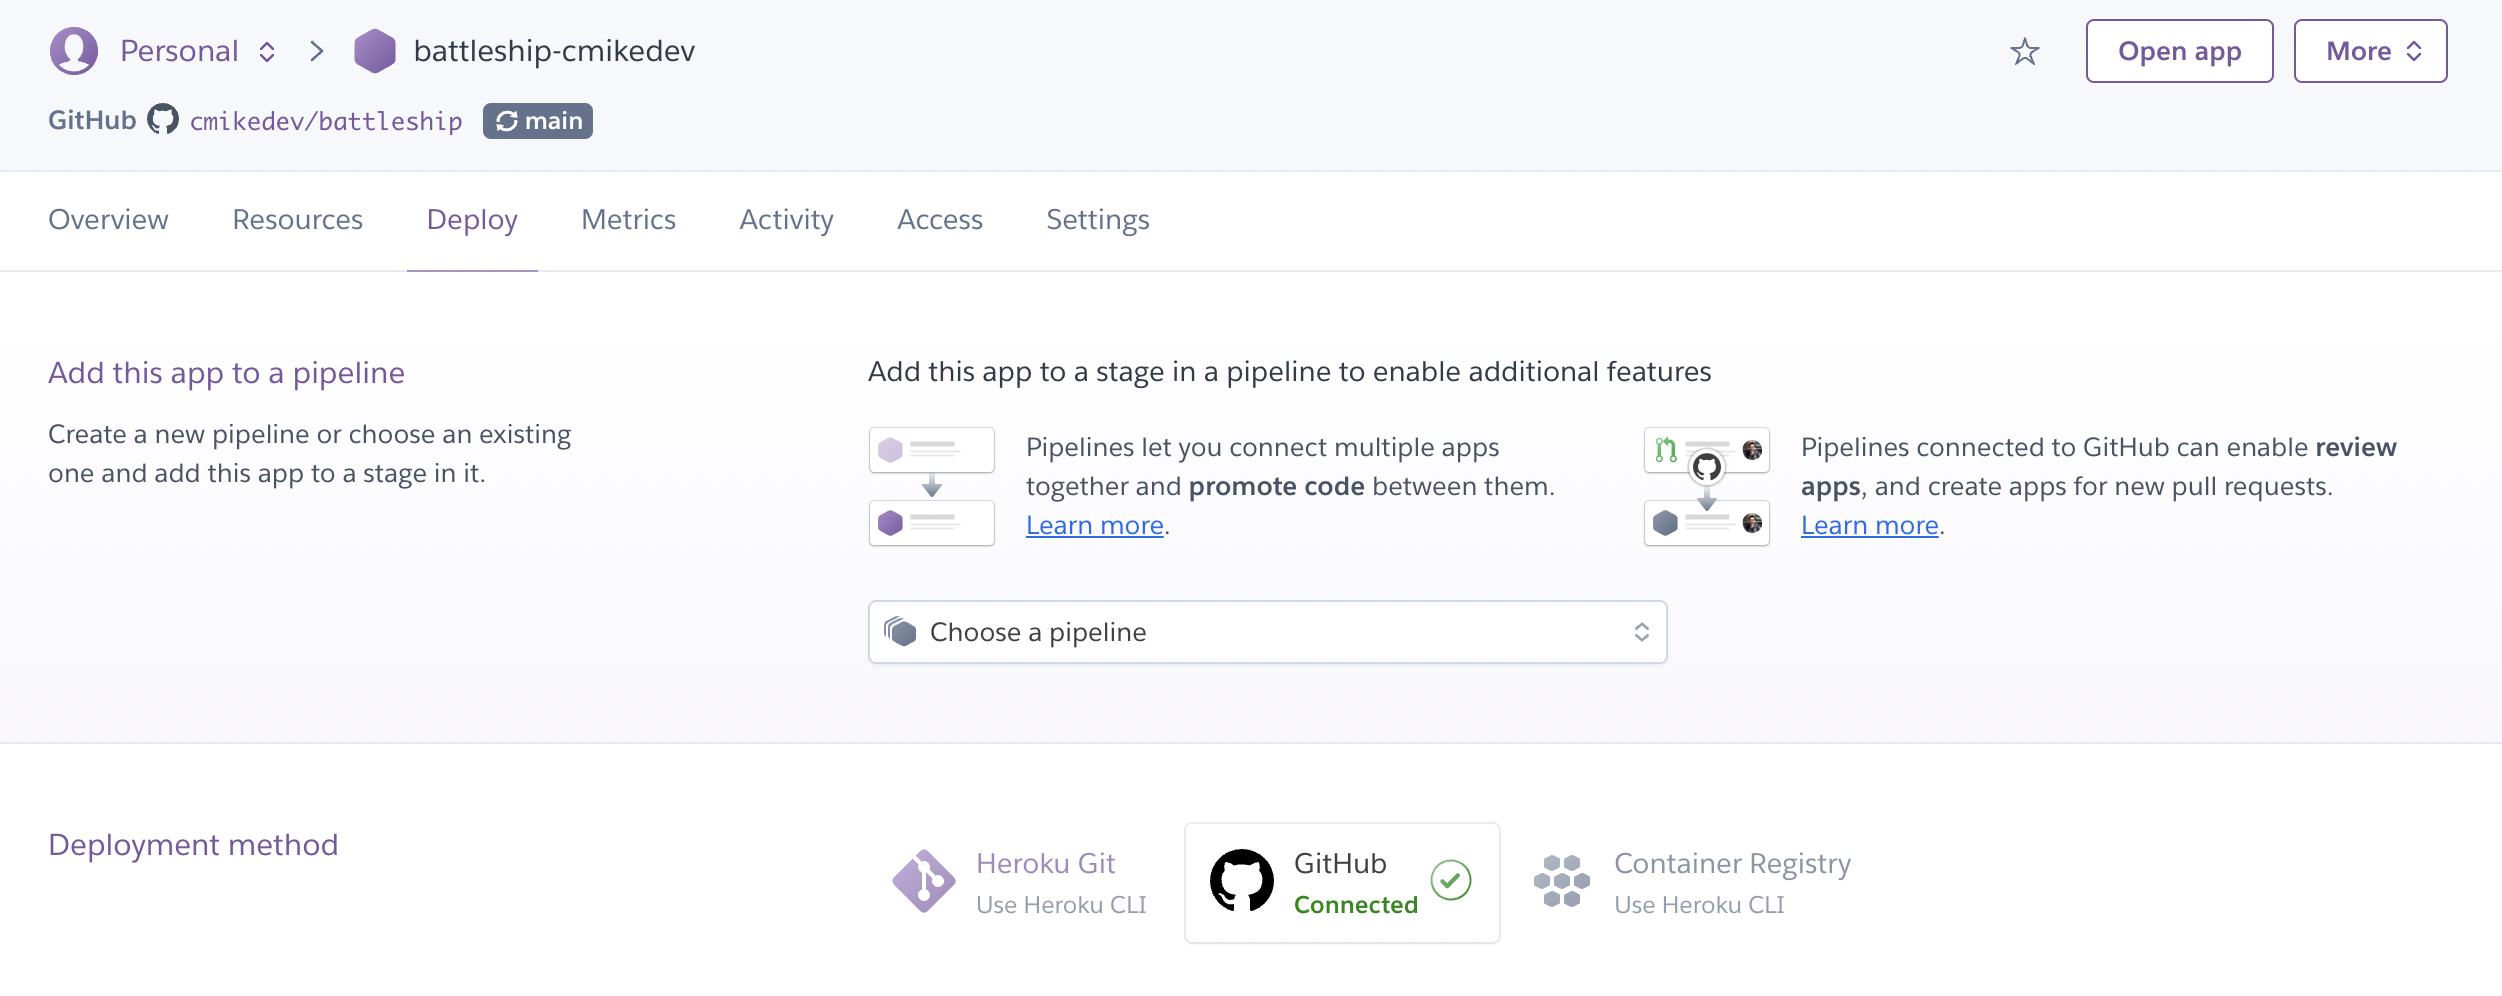 Personal > battleship-cmikedev
Open app
More
GitHub cmikedev/battleship main
Overview
Resources
Deploy
Metrics
Activity
Access
Settings
Add this app to a pipeline
Create a new pipeline or choose an existing
one and add this app to a stage in it.
Add this app to a stage in a pipeline to enable additional features
Pipelines let you connect multiple apps
together and promote code between them.
Learn more.
Pipelines connected to GitHub can enable review
apps, and create apps for new pull requests.
Learn more.
Choose a pipeline
Deployment method
Heroku Git
Use Heroku CLI
GitHub
Connected
Container Registry
Use Heroku CLI